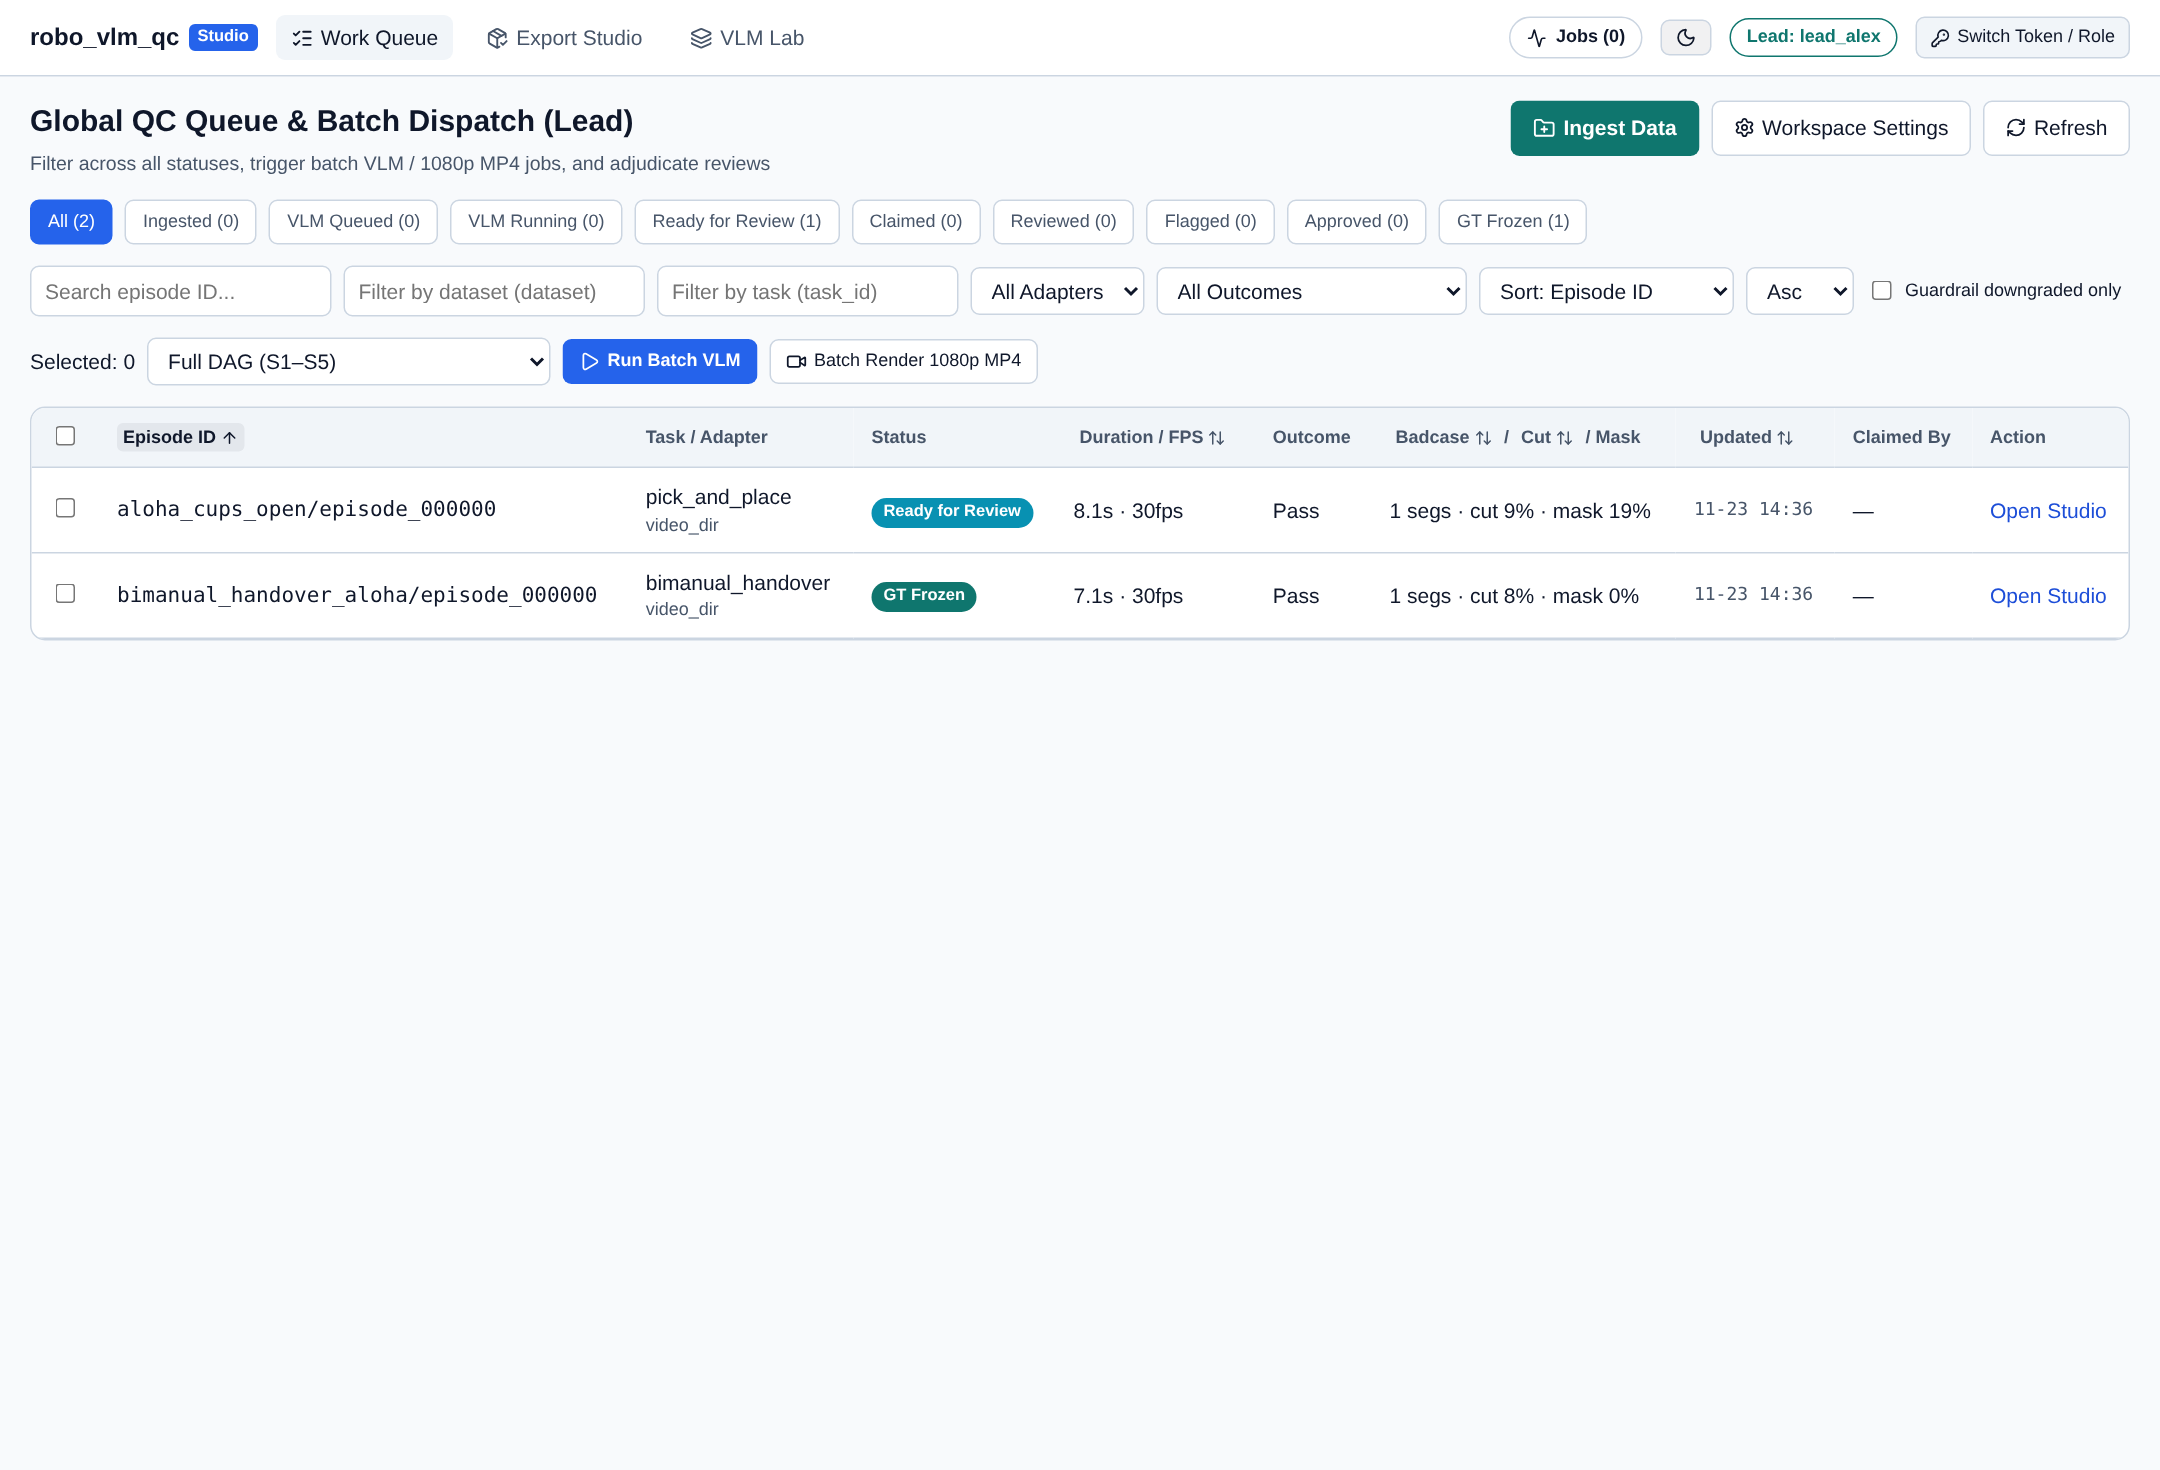 robo_vlm_qc Studio Work Queue Export Studio VLM Lab Jobs (0) Lead: lead_alex Switch Token / Role
Global QC Queue & Batch Dispatch (Lead)
Filter across all statuses, trigger batch VLM / 1080p MP4 jobs, and adjudicate reviews
Ingest Data Workspace Settings Refresh
All (2) Ingested (0) VLM Queued (0) VLM Running (0) Ready for Review (1) Claimed (0) Reviewed (0) Flagged (0) Approved (0) GT Frozen (1)
Search episode ID... Filter by dataset (dataset) Filter by task (task_id) All Adapters All Outcomes Sort: Episode ID Asc Guardrail downgraded only
Selected: 0 Full DAG (S1–S5) Run Batch VLM Batch Render 1080p MP4
Episode ID ↑ Task / Adapter Status Duration / FPS ↑↓ Outcome Badcase ↑↓ / Cut ↑↓ / Mask Updated ↑↓ Claimed By Action
aloha_cups_open/episode_000000 pick_and_place Ready for Review 8.1s · 30fps Pass 1 segs · cut 9% · mask 19% 11-23 14:36 — Open Studio
video_dir
bimanual_handover_aloha/episode_000000 bimanual_handover GT Frozen 7.1s · 30fps Pass 1 segs · cut 8% · mask 0% 11-23 14:36 — Open Studio
video_dir